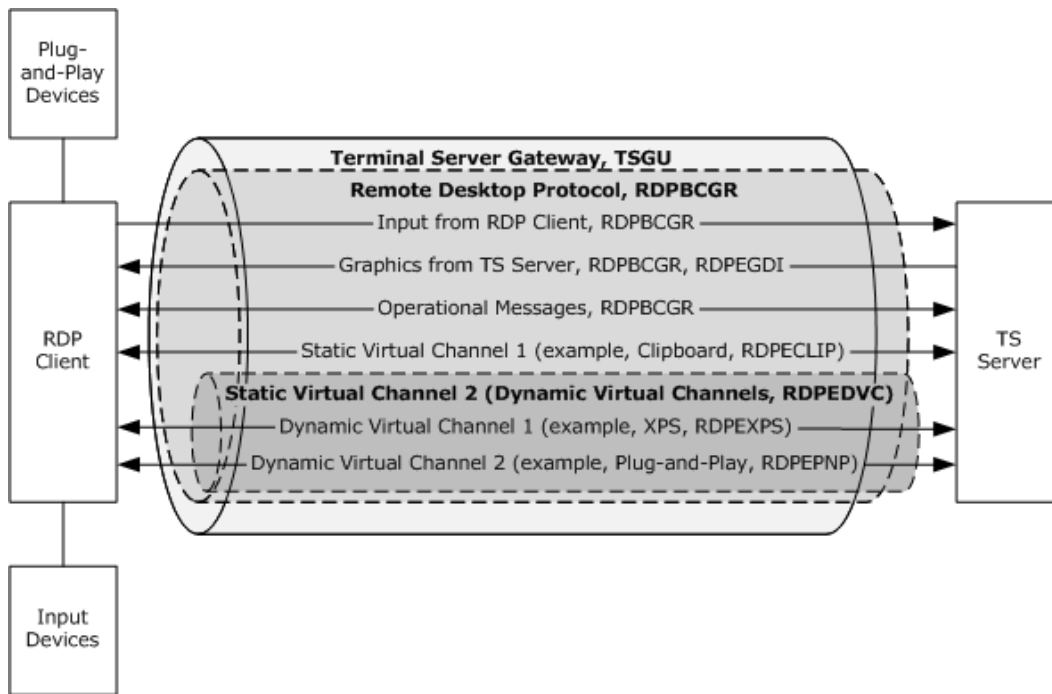 Plug-
and-Play
Devices
Terminal Server Gateway, TSGU
Remote Desktop Protocol, RDPBCGR
Input from RDP Client, RDPBCGR
Graphics from TS Server, RDPBCGR, RDPEGDI
Operational Messages, RDPBCGR
RDP
Client
TS
Server
Static Virtual Channel 1 (example, Clipboard, RDPECLIP)
Static Virtual Channel 2 (Dynamic Virtual Channels, RDPEDVC)
Dynamic Virtual Channel 1 (example, XPS, RDPEXPS)
Dynamic Virtual Channel 2 (example, Plug-and-Play, RDPEPNP)
Input
Devices